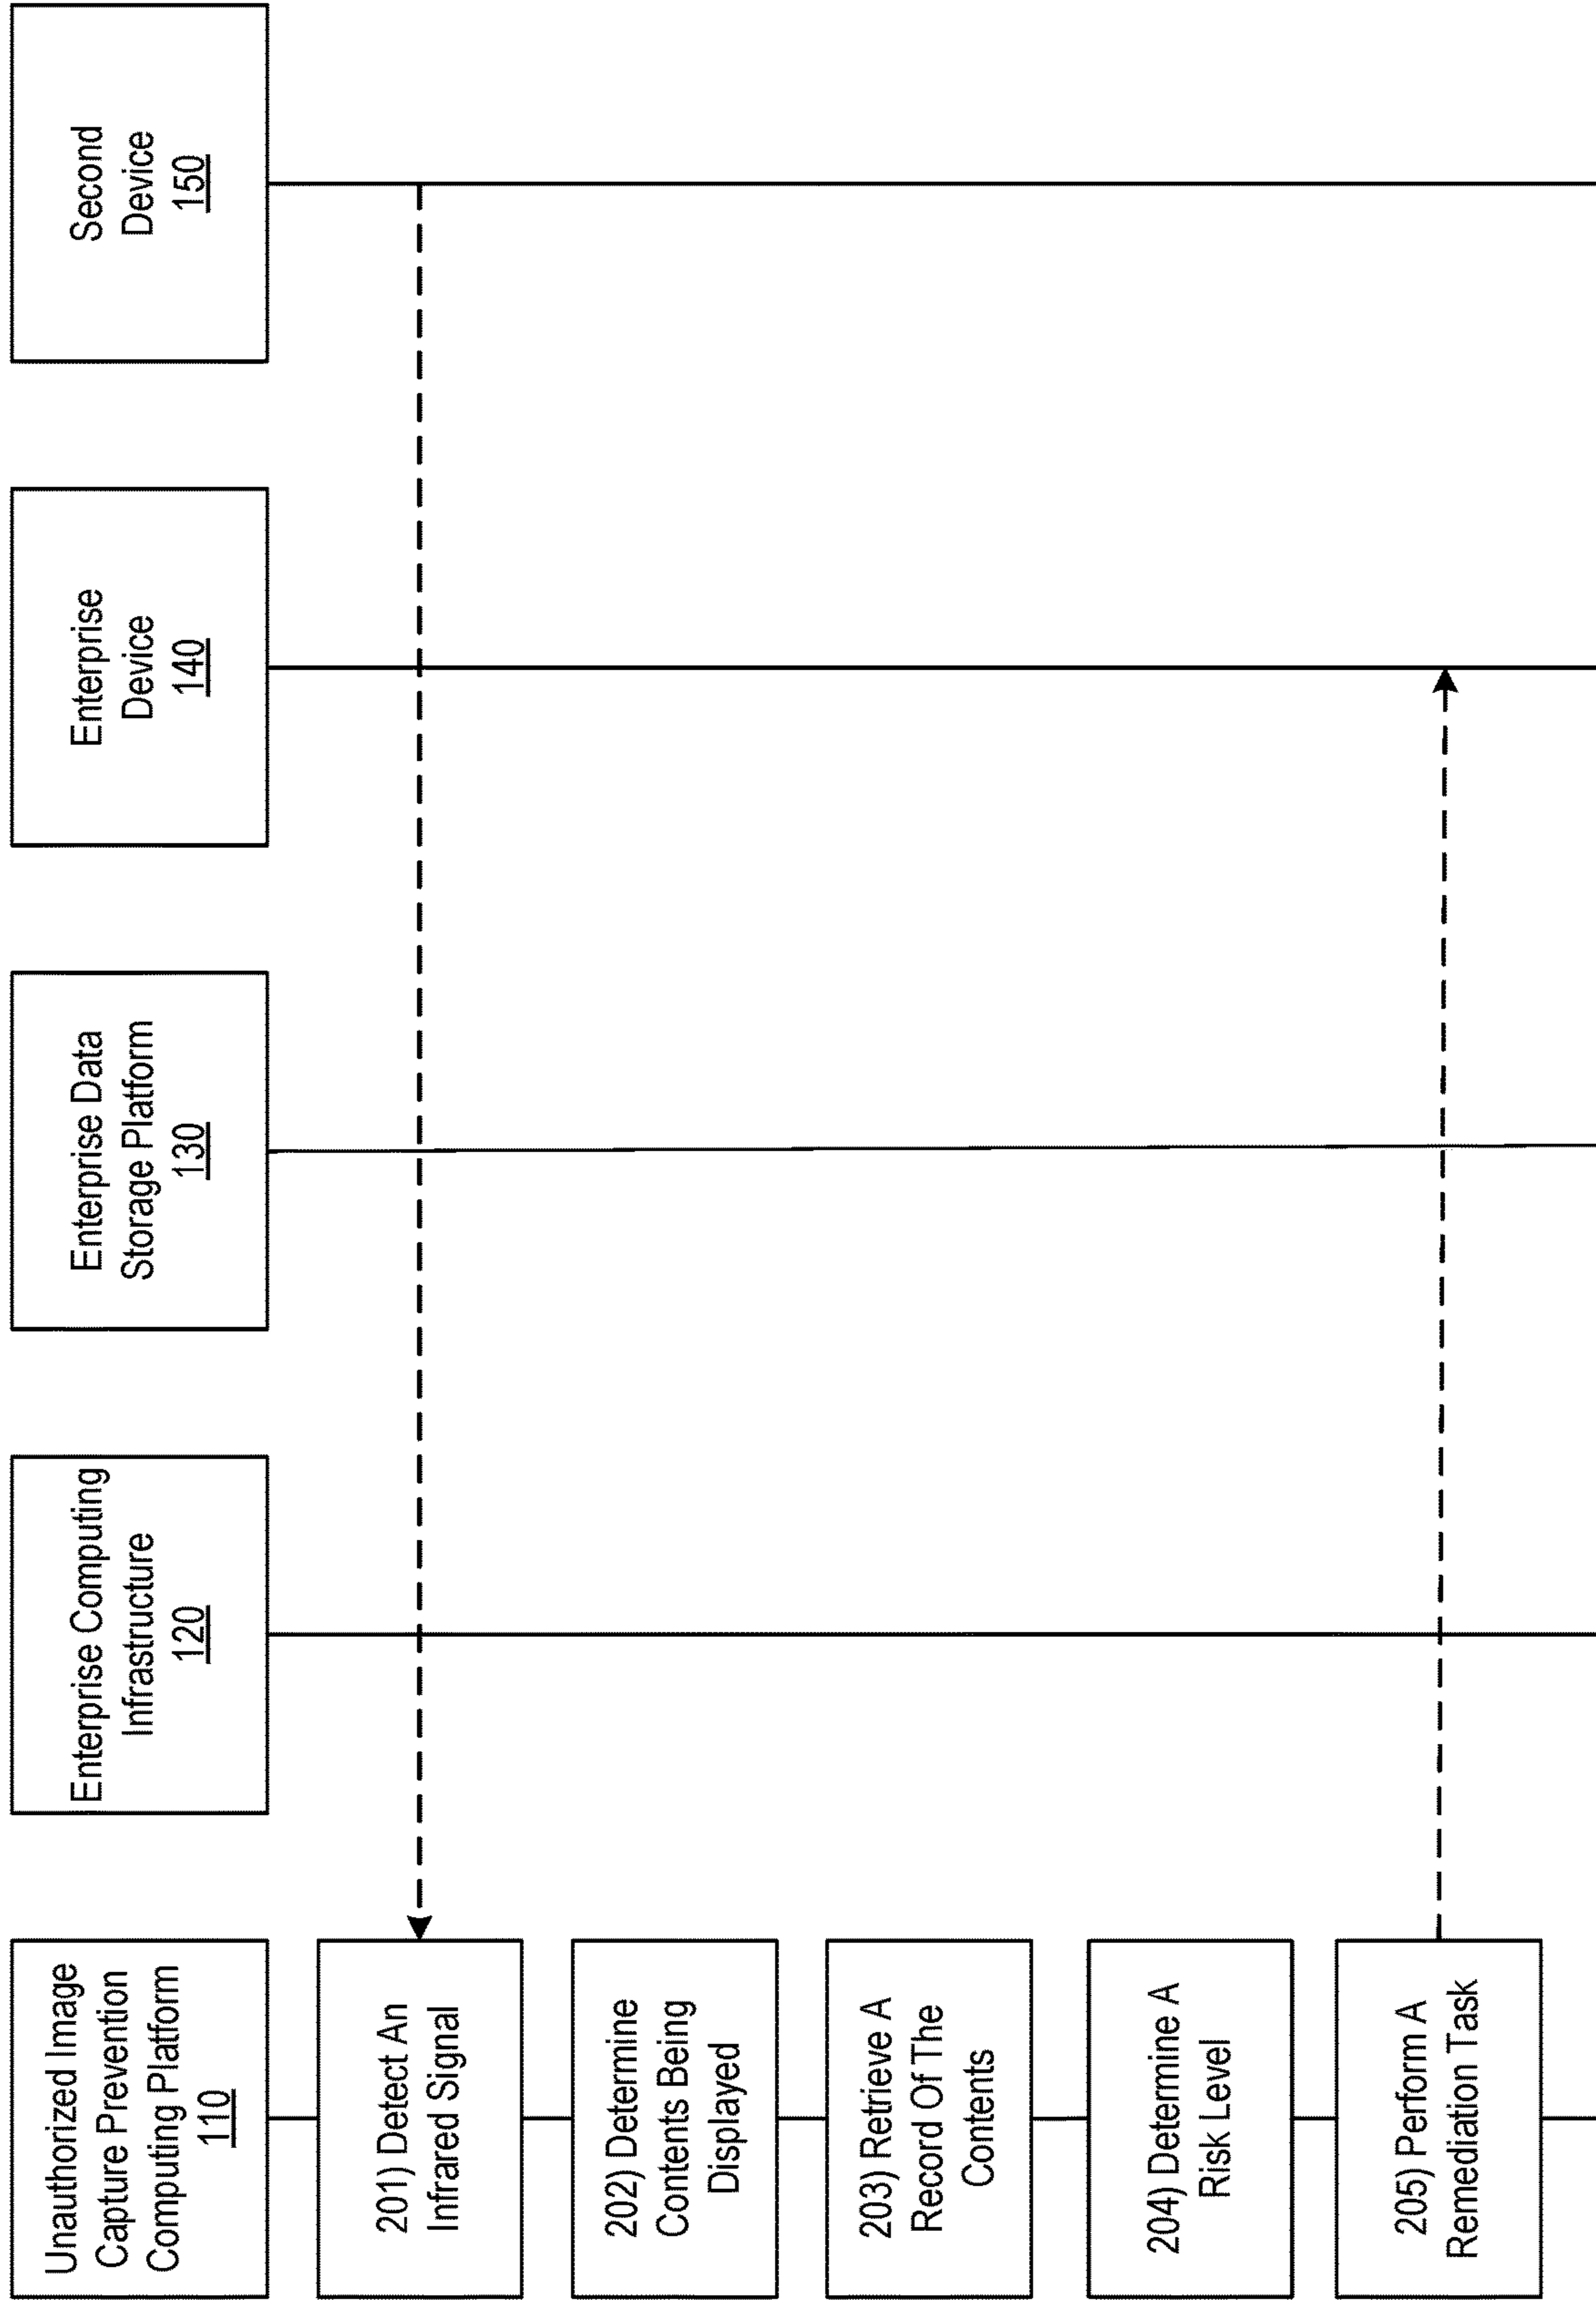 Unauthorized Image
Capture Prevention
Computing Platform
110
Enterprise Computing
Infrastructure
120
Enterprise Data
Storage Platform
130
Enterprise
Device
140
Second
Device
150
201) Detect An
Infrared Signal
202) Determine
Contents Being
Displayed
203) Retrieve A
Record Of The
Contents
204) Determine A
Risk Level
205) Perform A
Remediation Task